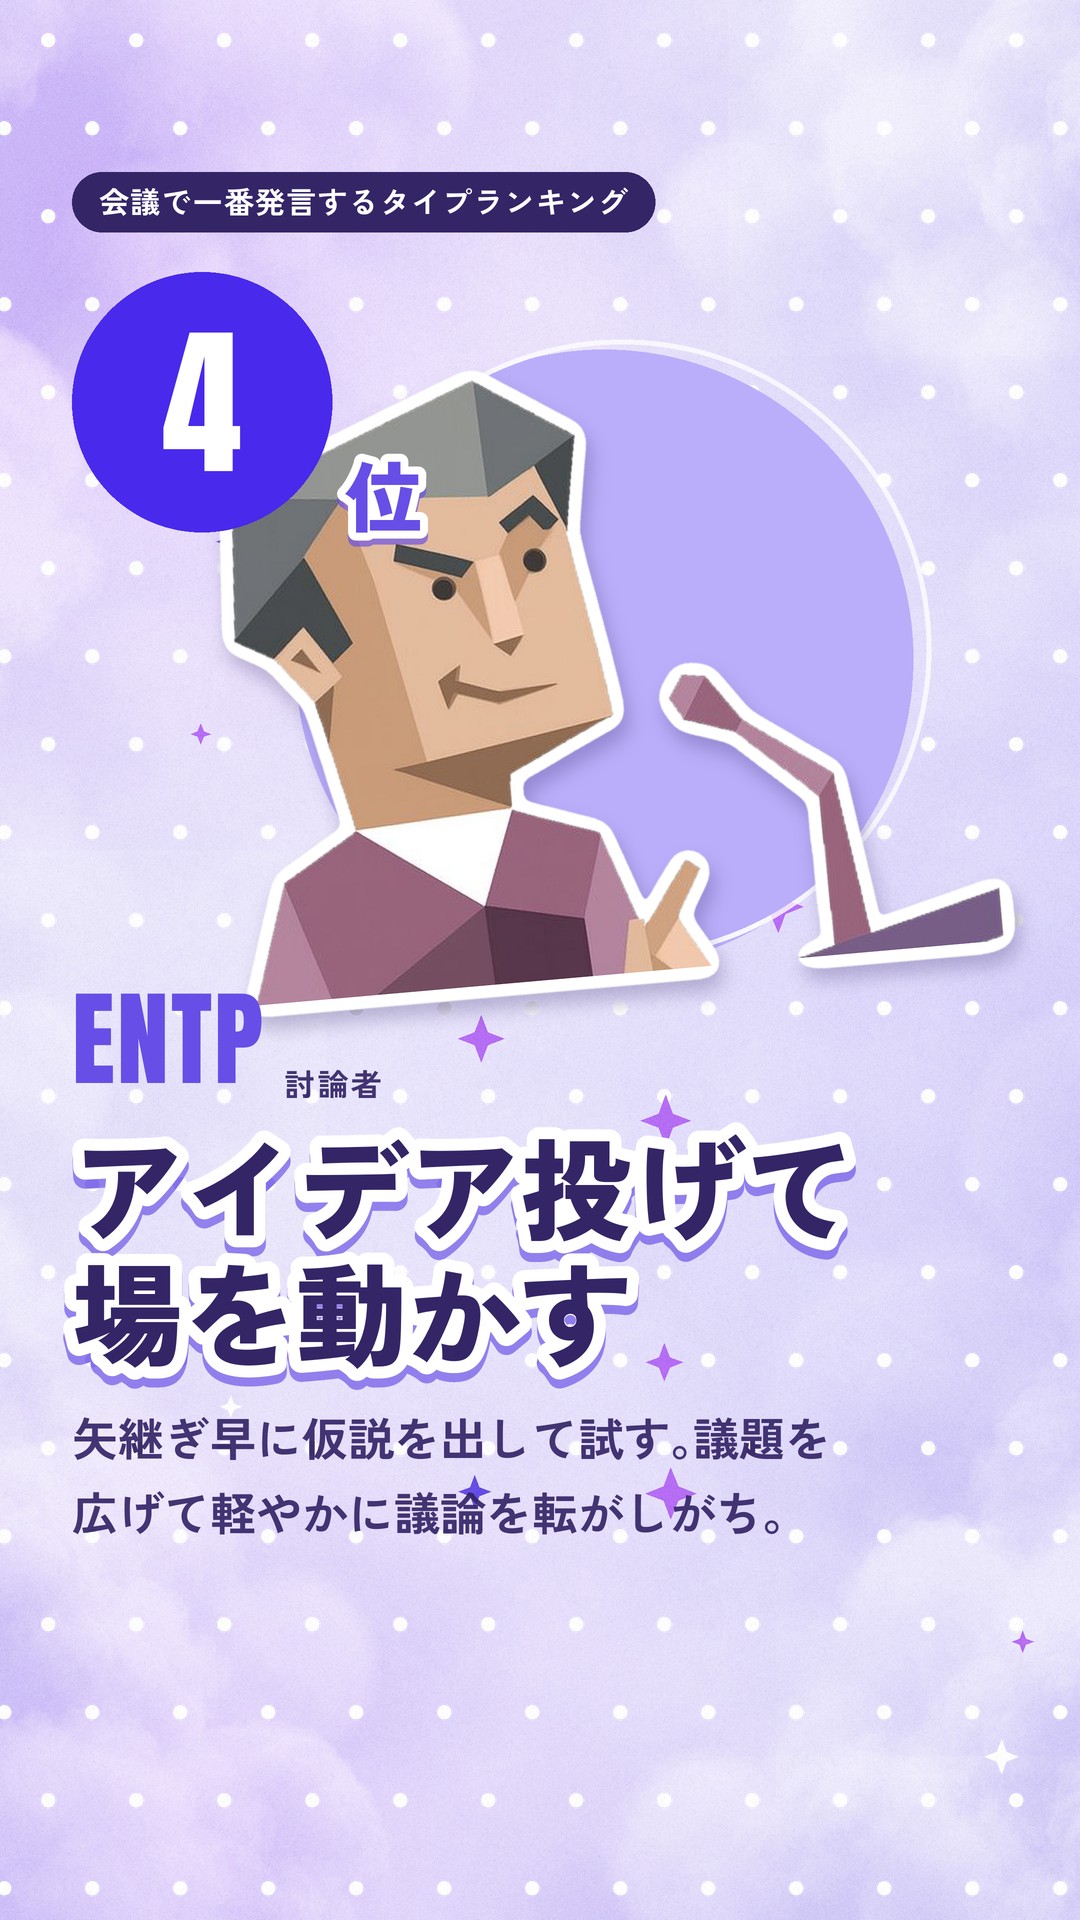 会議で一番発言するタイプランキング
4位
ENTP 討論者
アイデア投げて
場を動かす
矢継ぎ早に仮説を出して試す。議題を
広げて軽やかに議論を転がしがち。